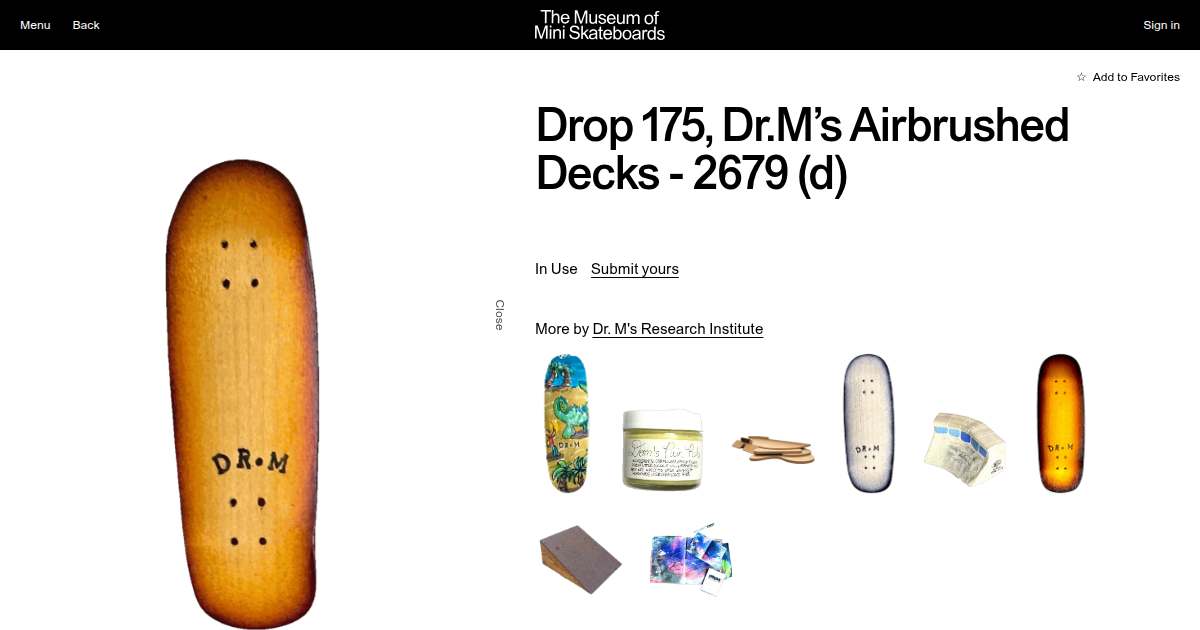 Menu
Back
The Museum of
Mini Skateboards
Sign in
☆ Add to Favorites
Drop 175, Dr.M’s Airbrushed
Decks - 2679 (d)
In Use
Submit yours
Close
More by Dr. M's Research Institute
DR•M
DR•M
DR•M
DR•M